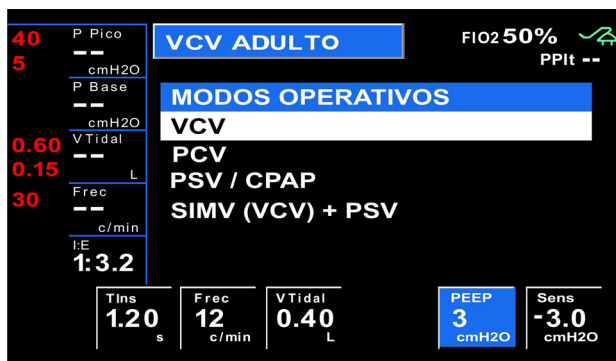 40
5
P Pico
--
cmH2O
P Base
--
cmH2O
0.60
0.15
VTidal
--
L
30
Frec
--
c/min
I:E
1:3.2
VCV ADULTO
FIO2 50%
PPlt --
MODOS OPERATIVOS
VCV
PCV
PSV / CPAP
SIMV (VCV) + PSV
TIns
1.20
s
Frec
12
c/min
VTidal
0.40
L
PEEP
3
cmH2O
Sens
-3.0
cmH2O